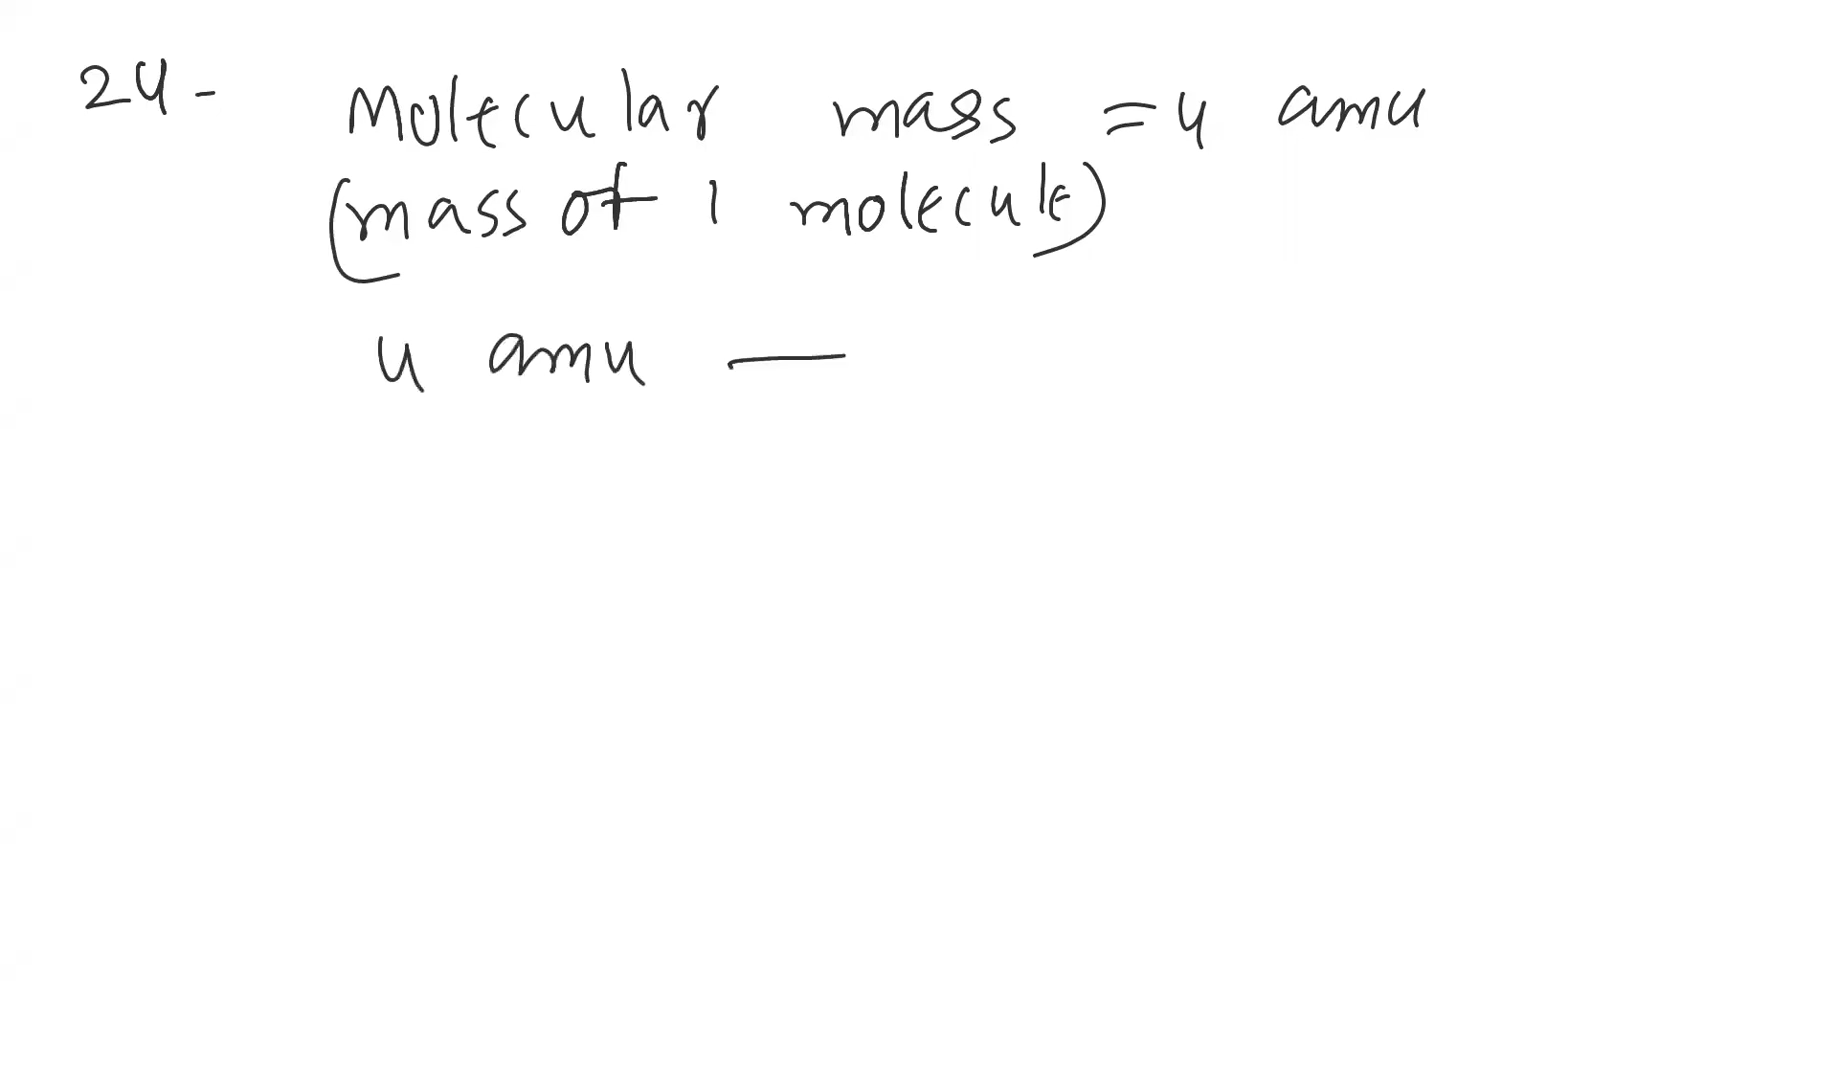 24- Molecular mass = 4 amu
(mass of 1 molecule)
4 amu —